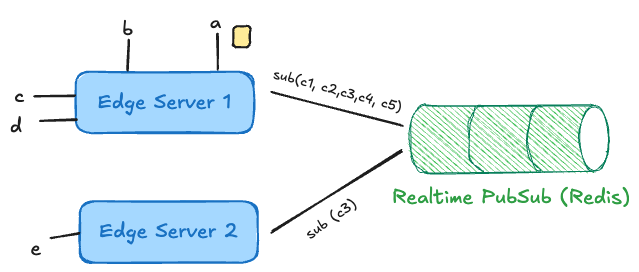 b
a
c
Edge Server 1
d
sub(c1, c2,c3,c4, c5)
Realtime PubSub (Redis)
Edge Server 2
sub (c3)
e